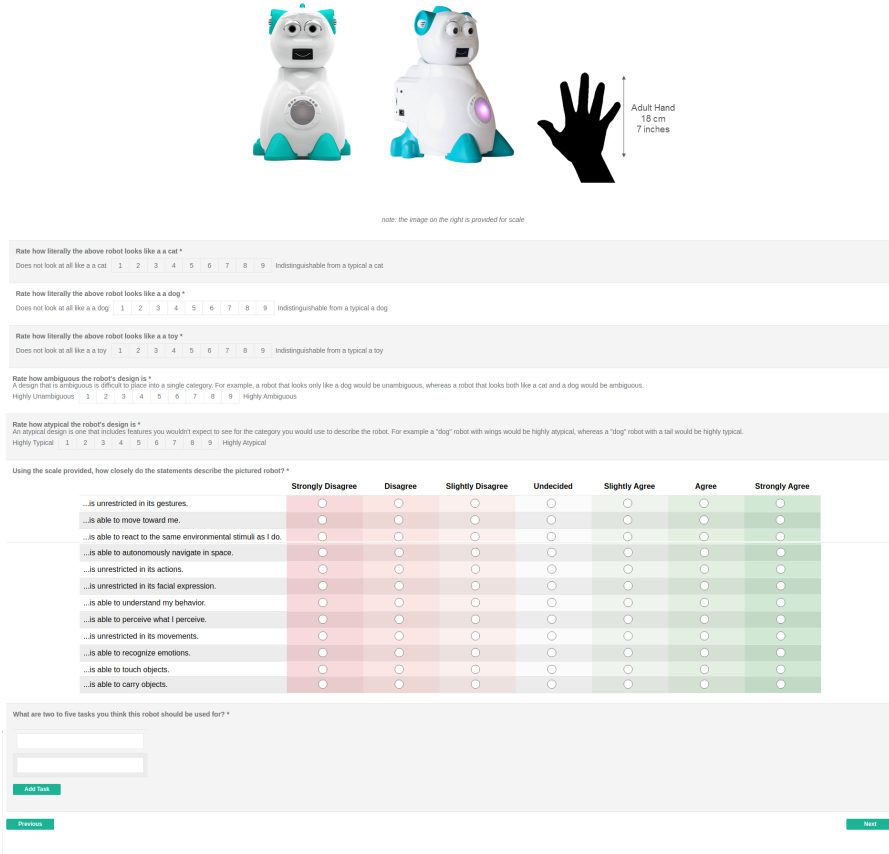 Adult Hand
18 cm
7 inches
note: the image on the right is provided for scale
Rate how literally the above robot looks like a a cat *
Does not look at all like a a cat 1 2 3 4 5 6 7 8 9 Indistinguishable from a typical a cat
Rate how literally the above robot looks like a a dog *
Does not look at all like a a dog 1 2 3 4 5 6 7 8 9 Indistinguishable from a typical a dog
Rate how literally the above robot looks like a a toy *
Does not look at all like a a toy 1 2 3 4 5 6 7 8 9 Indistinguishable from a typical a toy
Rate how ambiguous the robot's design is *
A design that is ambiguous is difficult to place into a single category. For example, a robot that looks only like a dog would be unambiguous, whereas a robot that looks both like a cat and a dog would be ambiguous.
Highly Unambiguous 1 2 3 4 5 6 7 8 9 Highly Ambiguous
Rate how atypical the robot's design is *
An atypical design is one that includes features you wouldn't expect to see for the category you would use to describe the robot. For example a "dog" robot with wings would be highly atypical, whereas a "dog" robot with a tail would be highly typical.
Highly Typical 1 2 3 4 5 6 7 8 9 Highly Atypical
Using the scale provided, how closely do the statements describe the pictured robot? *
Strongly Disagree Disagree Slightly Disagree Undecided Slightly Agree Agree Strongly Agree
...is unrestricted in its gestures.
...is able to move toward me.
...is able to react to the same environmental stimuli as I do.
...is able to autonomously navigate in space.
...is unrestricted in its actions.
...is unrestricted in its facial expression.
...is able to understand my behavior.
...is able to perceive what I perceive.
...is unrestricted in its movements.
...is able to recognize emotions.
...is able to touch objects.
...is able to carry objects.
What are two to five tasks you think this robot should be used for? *
Add Task
Previous Next